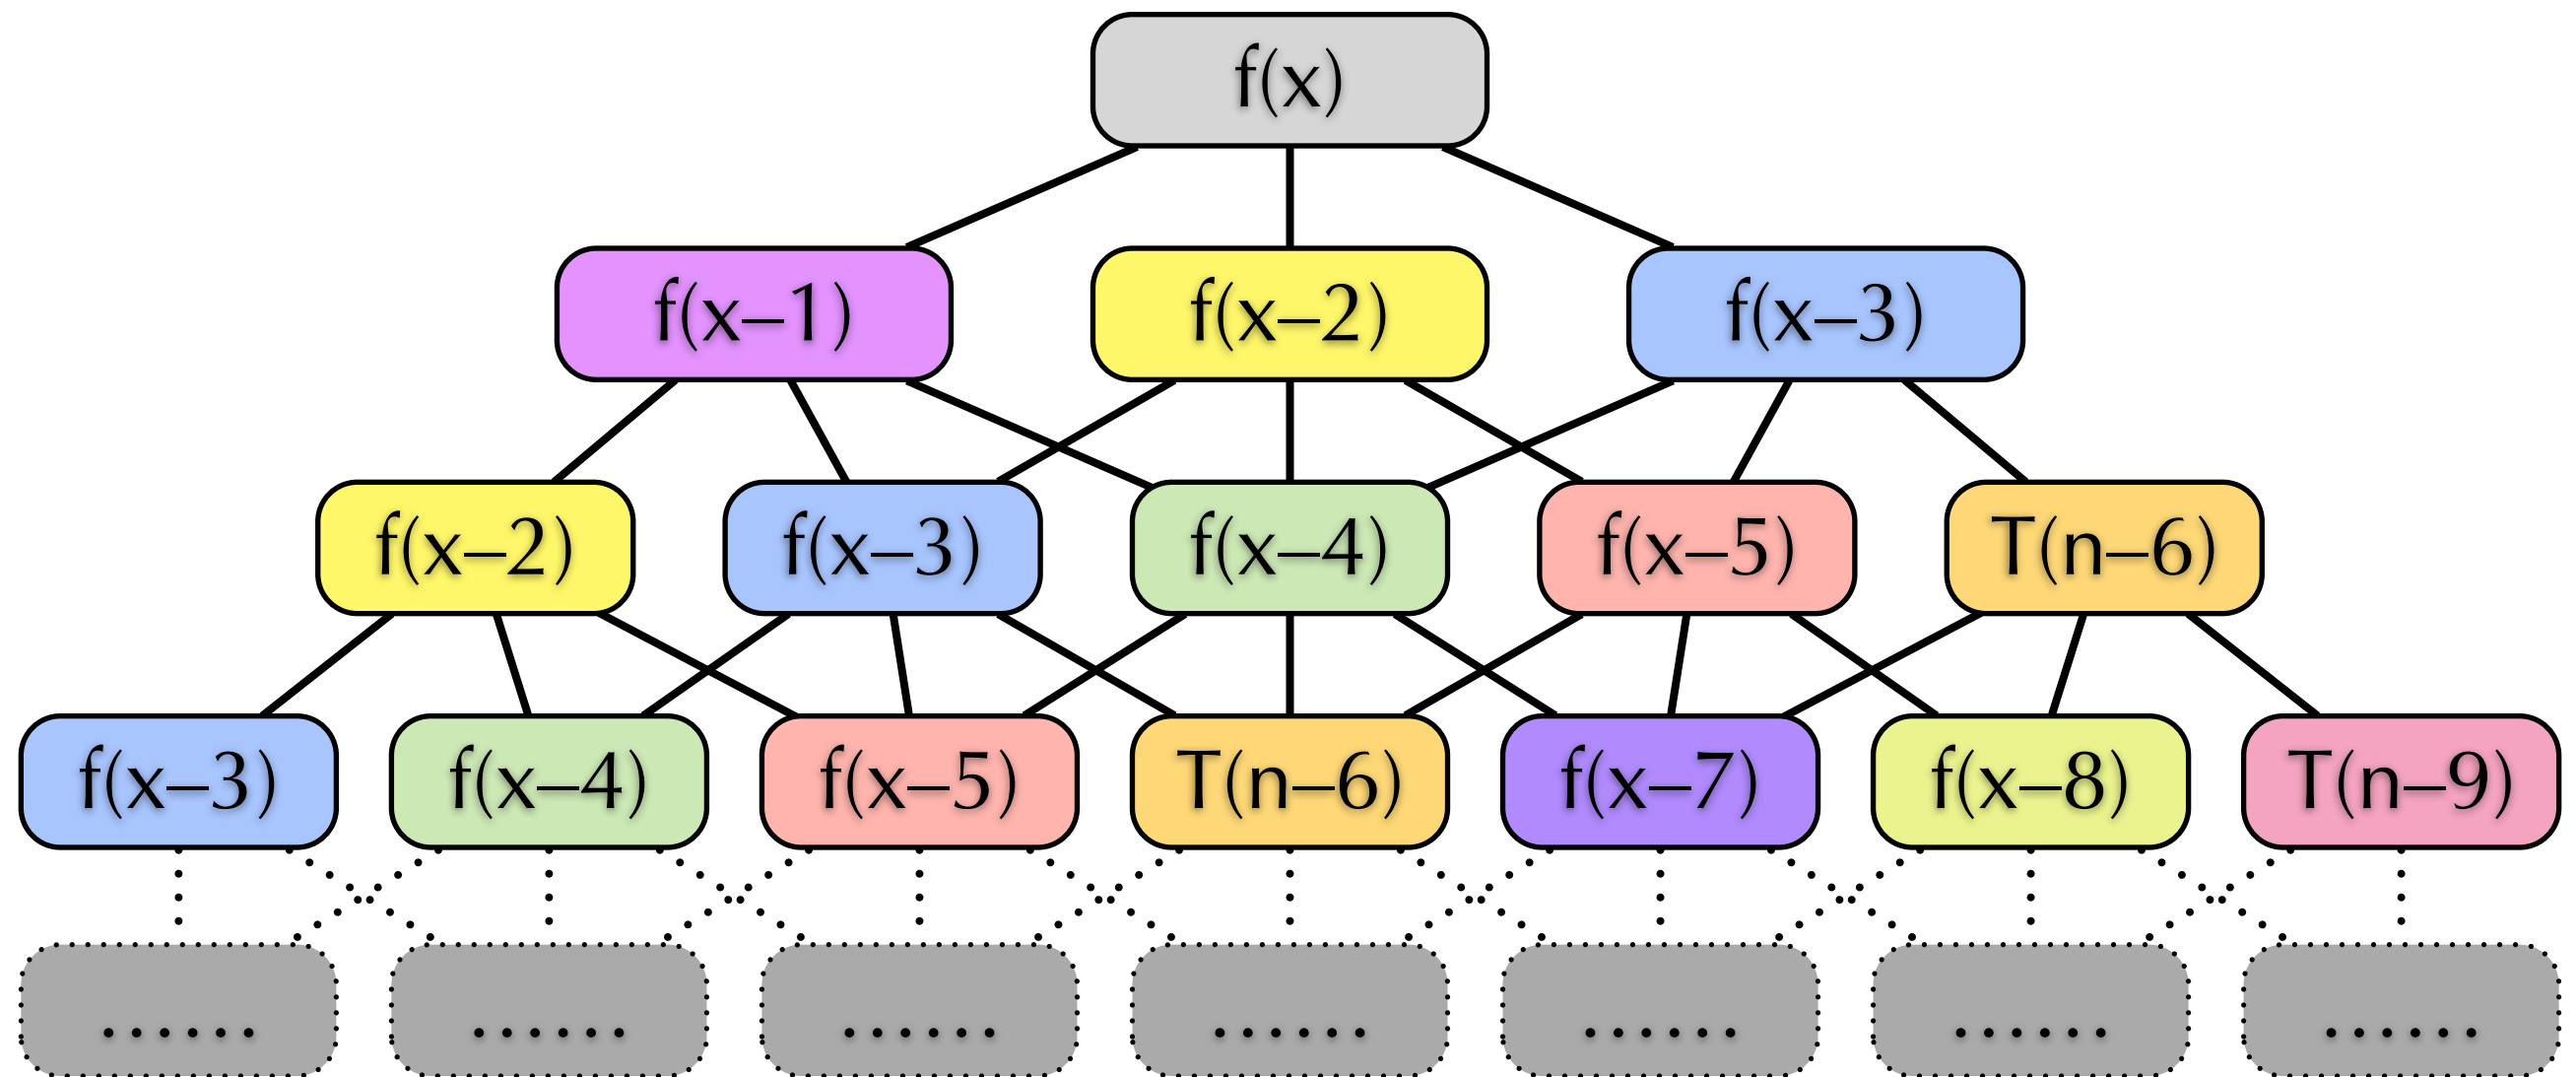 f(x)
f(x–1) f(x–2) f(x–3)
f(x–2) f(x–3) f(x–4) f(x–5) T(n–6)
f(x–3) f(x–4) f(x–5) T(n–6) f(x–7) f(x–8) T(n–9)
...... ...... ...... ...... ...... ...... ......